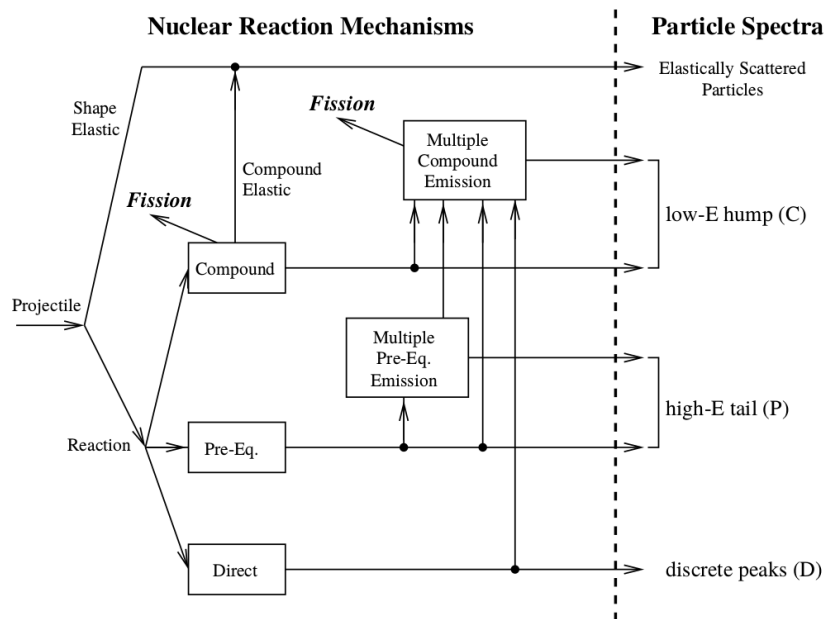 Nuclear Reaction Mechanisms
Particle Spectra
Elastically Scattered
Particles
Shape
Elastic
Fission
Multiple
Compound
Emission
Compound
Elastic
Fission
low-E hump (C)
Compound
Projectile
Multiple
Pre-Eq.
Emission
high-E tail (P)
Reaction
Pre-Eq.
Direct
discrete peaks (D)